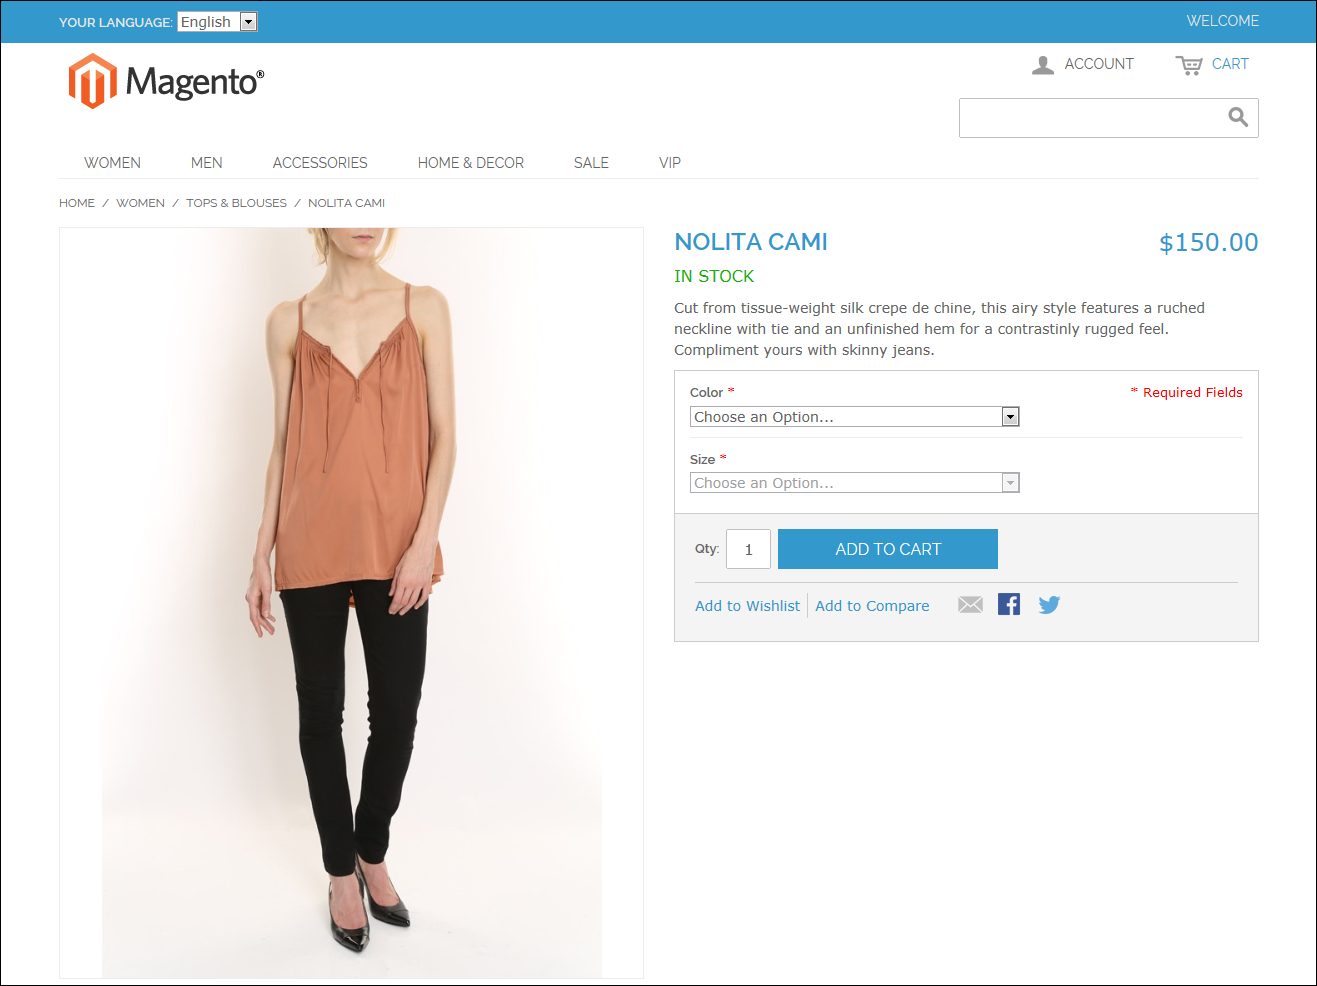 YOUR LANGUAGE: English
WELCOME
Magento®
ACCOUNT
CART
WOMEN MEN ACCESSORIES HOME & DECOR SALE VIP
HOME / WOMEN / TOPS & BLOUSES / NOLITA CAMI
NOLITA CAMI
$150.00
IN STOCK
Cut from tissue-weight silk crepe de chine, this airy style features a ruched
neckline with tie and an unfinished hem for a contrastinly rugged feel.
Compliment yours with skinny jeans.
Color *
* Required Fields
Choose an Option...
Size *
Choose an Option...
Qty: 1 ADD TO CART
Add to Wishlist Add to Compare